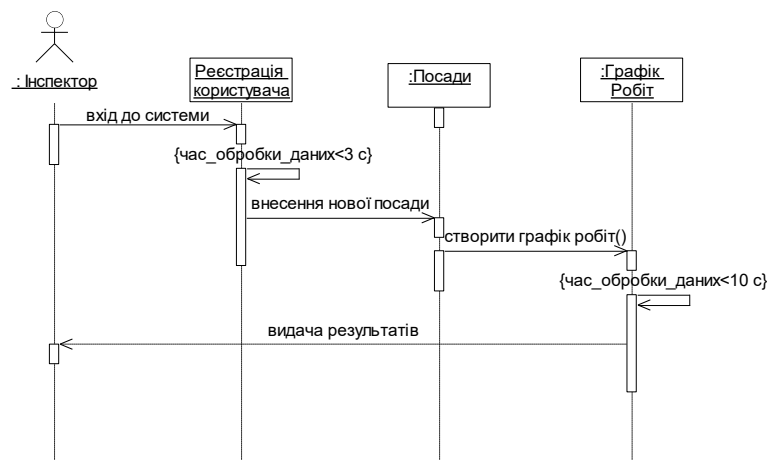 : Інспектор
Реєстрація
користувача
:Посади
:Графік
Робіт
вхід до системи
{час_обробки_даних<3 с}
внесення нової посади
створити графік робіт()
{час_обробки_даних<10 с}
видача результатів